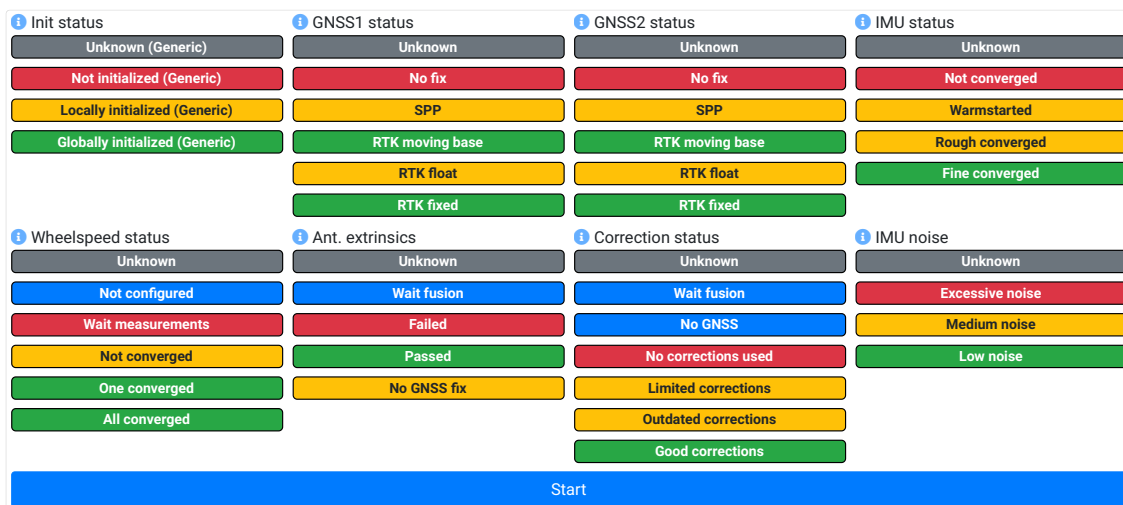 Init status
Unknown (Generic)
Not initialized (Generic)
Locally initialized (Generic)
Globally initialized (Generic)
GNSS1 status
Unknown
No fix
SPP
RTK moving base
RTK float
RTK fixed
GNSS2 status
Unknown
No fix
SPP
RTK moving base
RTK float
RTK fixed
IMU status
Unknown
Not converged
Warmstarted
Rough converged
Fine converged
Wheelspeed status
Unknown
Not configured
Wait measurements
Not converged
One converged
All converged
Ant. extrinsics
Unknown
Wait fusion
Failed
Passed
No GNSS fix
Correction status
Unknown
Wait fusion
No GNSS
No corrections used
Limited corrections
Outdated corrections
Good corrections
IMU noise
Unknown
Excessive noise
Medium noise
Low noise
Start